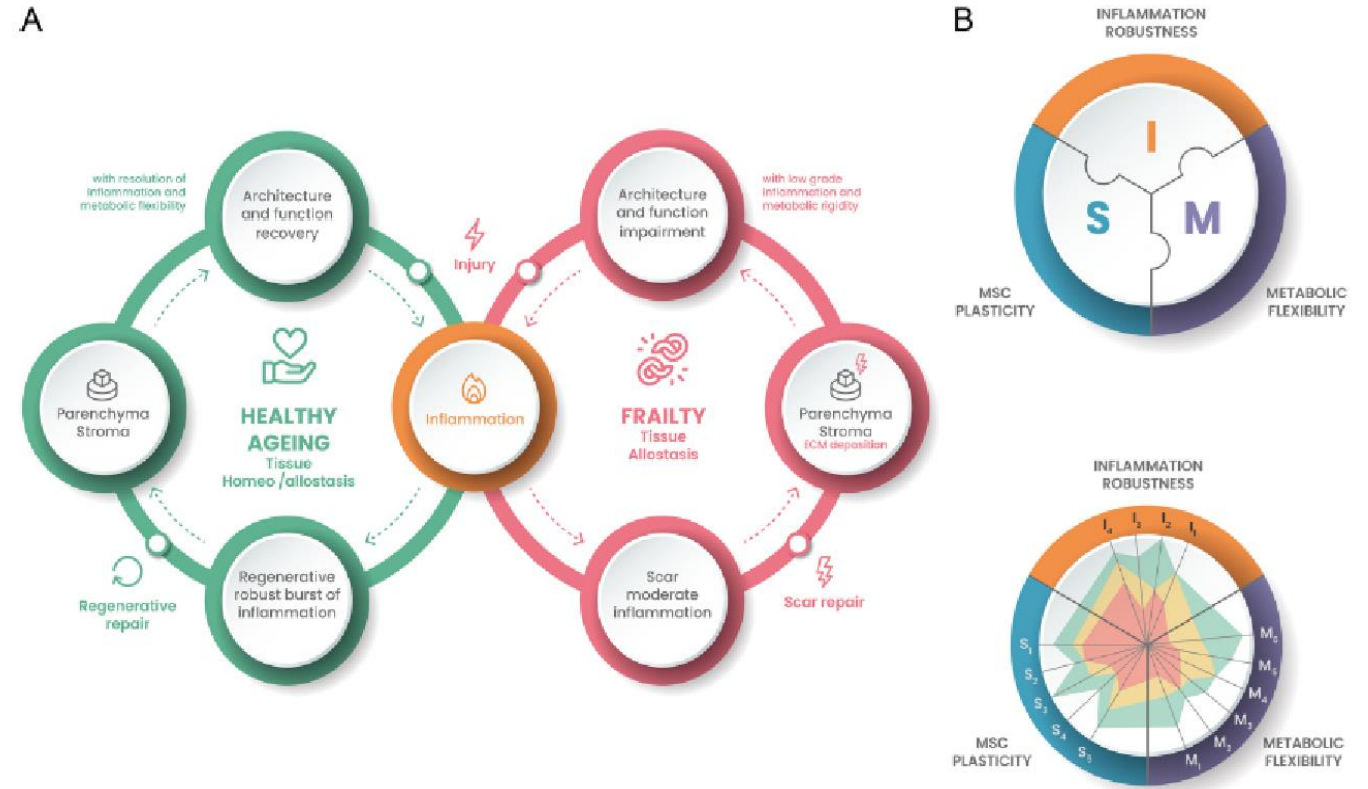 A
with resolution of
inflammation and
metabolic flexibility
Architecture
and function
recovery
Injury
Architecture
and function
impairment
with low grade
inflammation and
metabolic rigidity
Parenchyma
Stroma
HEALTHY
AGEING
Tissue
Homeo /allostasis
Inflammation
FRAILTY
Tissue
Allostasis
Parenchyma
Stroma
ECM deposition
Regenerative
repair
Regenerative
robust burst of
inflammation
Scar
moderate
inflammation
Scar repair
B
INFLAMMATION
ROBUSTNESS
I
S
M
MSC
PLASTICITY
METABOLIC
FLEXIBILITY
INFLAMMATION
ROBUSTNESS
I4 I3 I2 I1
S1
S2
S3
S4
S5
M6
M5
M4
M3
M2
M1
MSC
PLASTICITY
METABOLIC
FLEXIBILITY